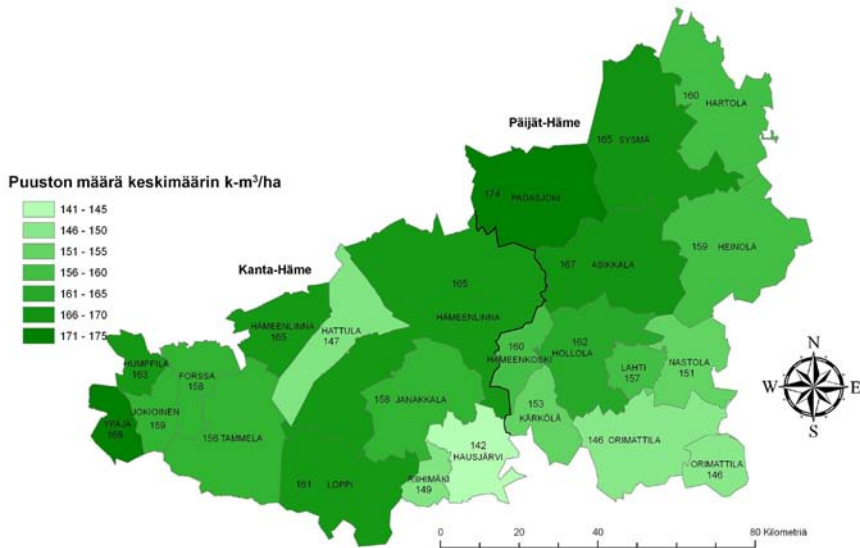 Puuston määrä keskimäärin k-m³/ha
141 - 145
146 - 150
151 - 155
156 - 160
161 - 165
166 - 170
171 - 175
Päijät-Häme
Kanta-Häme
160
HARTOLA
165 SYSMÄ
174
PADASJOKI
159
HEINOLA
167 ASIKKALA
165
HÄMEENLINNA
HÄMEENLINNA
165
HATTULA
147
160
HÄMEENKOSKI
162
HOLLOLA
LAHTI
157
NASTOLA
151
HUMPPILA
163
FORSSA
158
YPÄJÄ
168
JOKIOINEN
159
156 TAMMELA
158 JANAKKALA
153
KÄRKÖLÄ
142
HAUSJÄRVI
146 ORIMATTILA
ORIMATTILA
146
161 LOPPI
RIIHIMÄKI
149
N
W E
S
0 20 40 60 80 Kilometriä